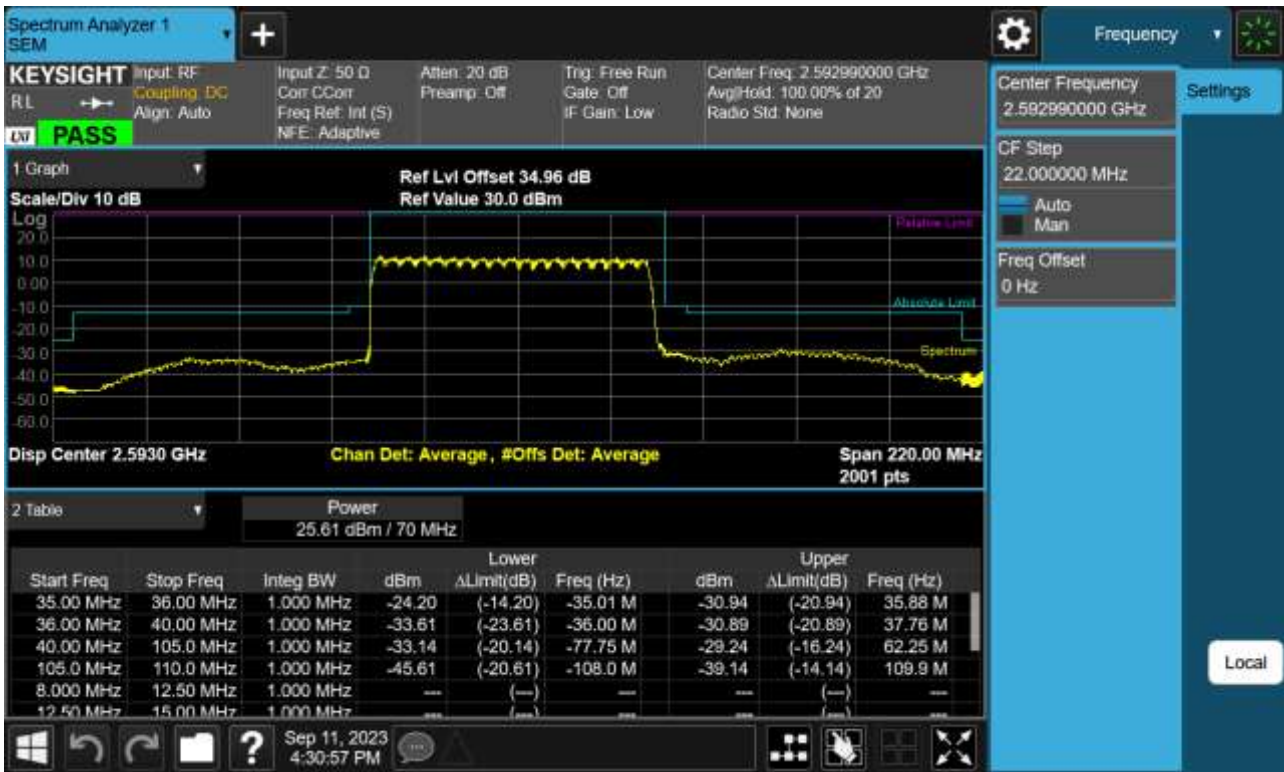 Spectrum Analyzer 1
SEM
+
Frequency
KEYSIGHT
RL
LXI
PASS
Input: RF
Coupling: DC
Align: Auto
Input Z: 50 Ω
Corr CCorr
Freq Ref: Int (S)
NFE: Adaptive
Atten: 20 dB
Preamp: Off
Trig: Free Run
Gate: Off
IF Gain: Low
Center Freq: 2.592990000 GHz
Avg|Hold: 100.00% of 20
Radio Std: None
Center Frequency
2.592990000 GHz
Settings
CF Step
22.000000 MHz
Auto
Man
Freq Offset
0 Hz
Local
1 Graph
Scale/Div 10 dB
Ref Lvl Offset 34.96 dB
Ref Value 30.0 dBm
Log
20.0
10.0
0.00
-10.0
-20.0
-30.0
-40.0
-50.0
-60.0
Relative Limit
Absolute Limit
Spectrum
Disp Center 2.5930 GHz
Chan Det: Average, #Offs Det: Average
Span 220.00 MHz
2001 pts
2 Table
Power
25.61 dBm / 70 MHz
Lower Upper
Start Freq Stop Freq Integ BW dBm ΔLimit(dB) Freq (Hz) dBm ΔLimit(dB) Freq (Hz)
35.00 MHz 36.00 MHz 1.000 MHz -24.20 (-14.20) -35.01 M -30.94 (-20.94) 35.88 M
36.00 MHz 40.00 MHz 1.000 MHz -33.61 (-23.61) -36.00 M -30.89 (-20.89) 37.76 M
40.00 MHz 105.0 MHz 1.000 MHz -33.14 (-20.14) -77.75 M -29.24 (-16.24) 62.25 M
105.0 MHz 110.0 MHz 1.000 MHz -45.61 (-20.61) -108.0 M -39.14 (-14.14) 109.9 M
8.000 MHz 12.50 MHz 1.000 MHz --- (---) --- --- (---) ---
12.50 MHz 15.00 MHz 1.000 MHz --- (---) --- --- (---) ---
?
Sep 11, 2023
4:30:57 PM